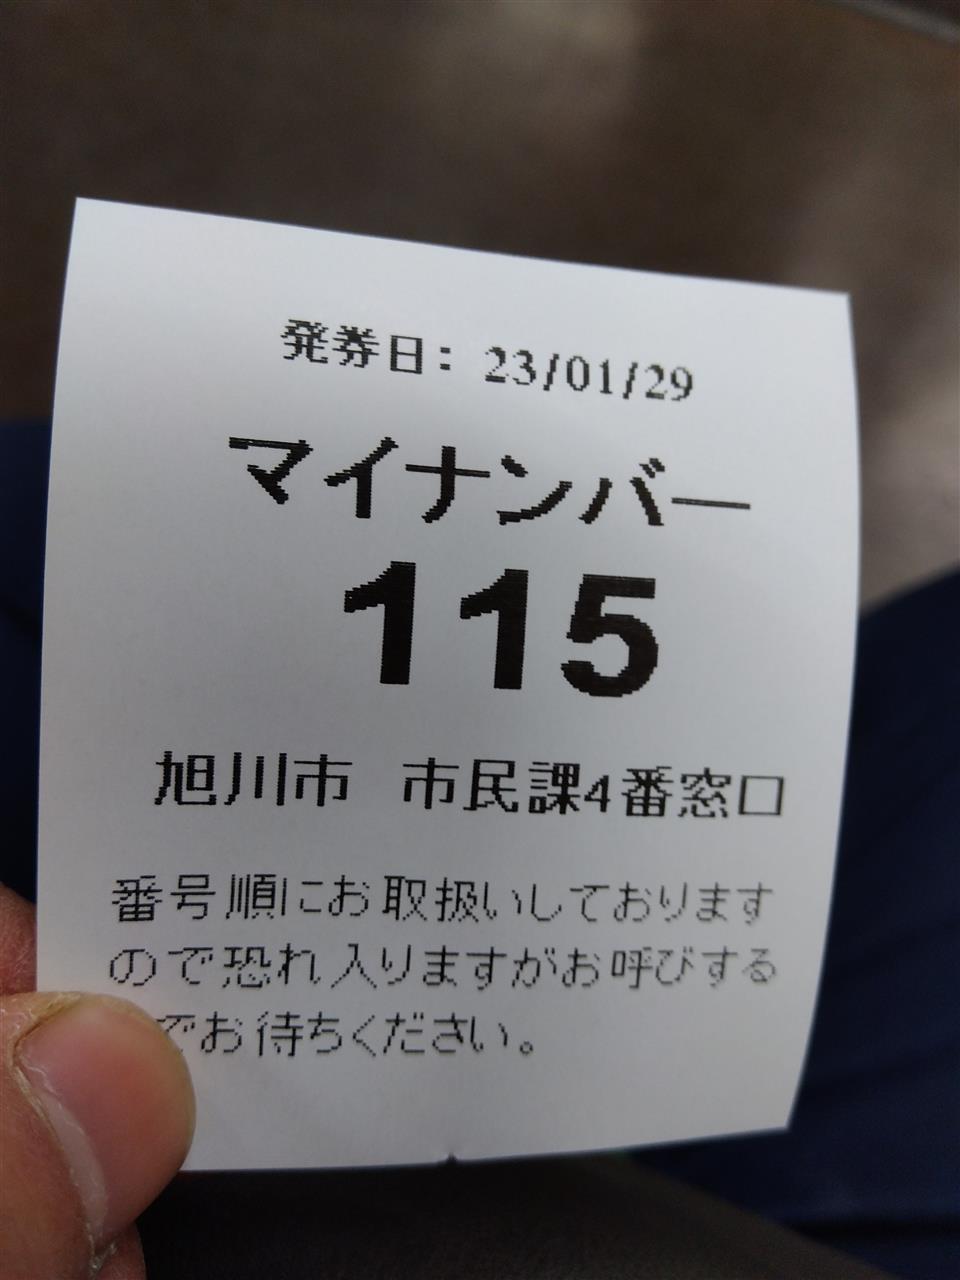 発券日：23/01/29
マイナンバー
115
旭川市 市民課4番窓口
番号順にお取扱いしております
ので恐れ入りますがお呼びする
でお待ちください。